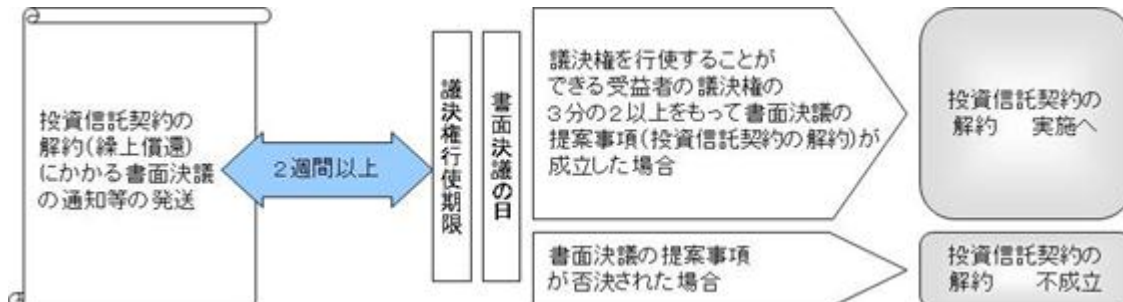 投資信託契約の
解約(繰上償還)
にかかる書面決議
の通知等の発送
2週間以上
議決権行使期限
書面決議の日
議決権を行使することが
できる受益者の議決権の
3分の2以上をもって書面決議の
提案事項(投資信託契約の解約)が
成立した場合
投資信託契約の
解約　実施へ
書面決議の提案事項
が否決された場合
投資信託契約の
解約　不成立